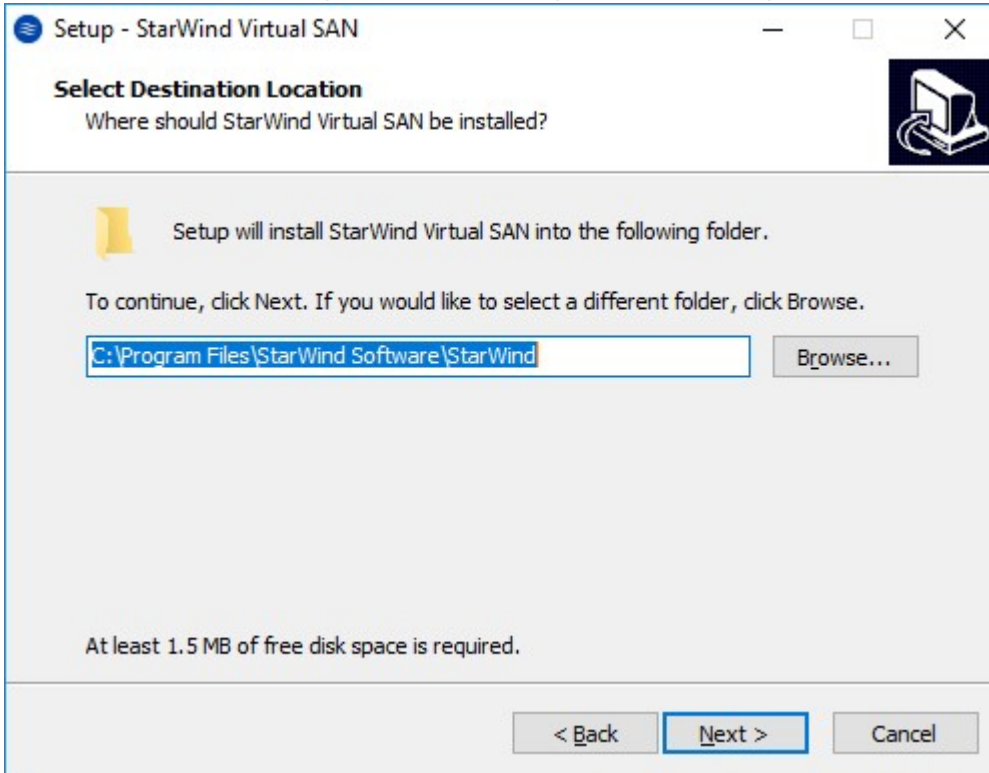 Setup - StarWind Virtual SAN
Select Destination Location
Where should StarWind Virtual SAN be installed?
Setup will install StarWind Virtual SAN into the following folder.
To continue, click Next. If you would like to select a different folder, click Browse.
C:\Program Files\StarWind Software\StarWind
Browse...
At least 1.5 MB of free disk space is required.
< Back
Next >
Cancel